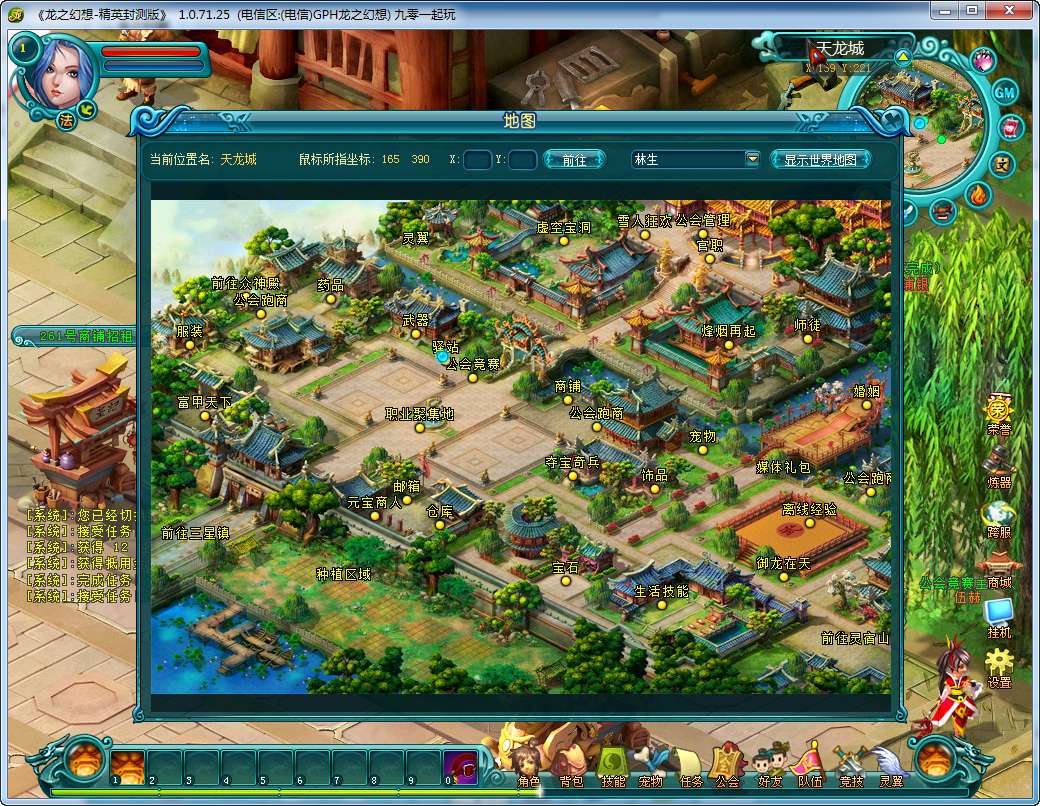 《龙之幻想-精英封测版》 1.0.71.25 (电信区:(电信)GPH龙之幻想) 九零一起玩
1
法
天龙城
X:159 Y:221
GM
地图
当前位置名: 天龙城 鼠标所指坐标: 165 390 X: Y: 前往 林生 显示世界地图
灵翼
虚空宝洞
雪人狂欢
公会管理
官职
前往众神殿
公会跑商
药品
服装
武器
驿站
公会竞赛
烽烟再起
师徒
富甲天下
职业聚集地
商铺
公会跑商
婚姻
宠物
夺宝奇兵
饰品
媒体礼包
公会跑商
邮箱
元宝商人
仓库
离线经验
前往三星镇
种植区域
宝石
御龙在天
生活技能
前往灵宿山
261号商铺招租
[系统]:您已经切
[系统]:接受任务
[系统]:获得 12
[系统]:获得抵用
[系统]:完成任务
[系统]:接受任务
荣誉
炼器
跨服
商城
挂机
设置
公会竞赛
伍赫
1 2 3 4 5 6 7 8 9 0
角色 背包 技能 宠物 任务 公会 好友 队伍 竞技 灵翼